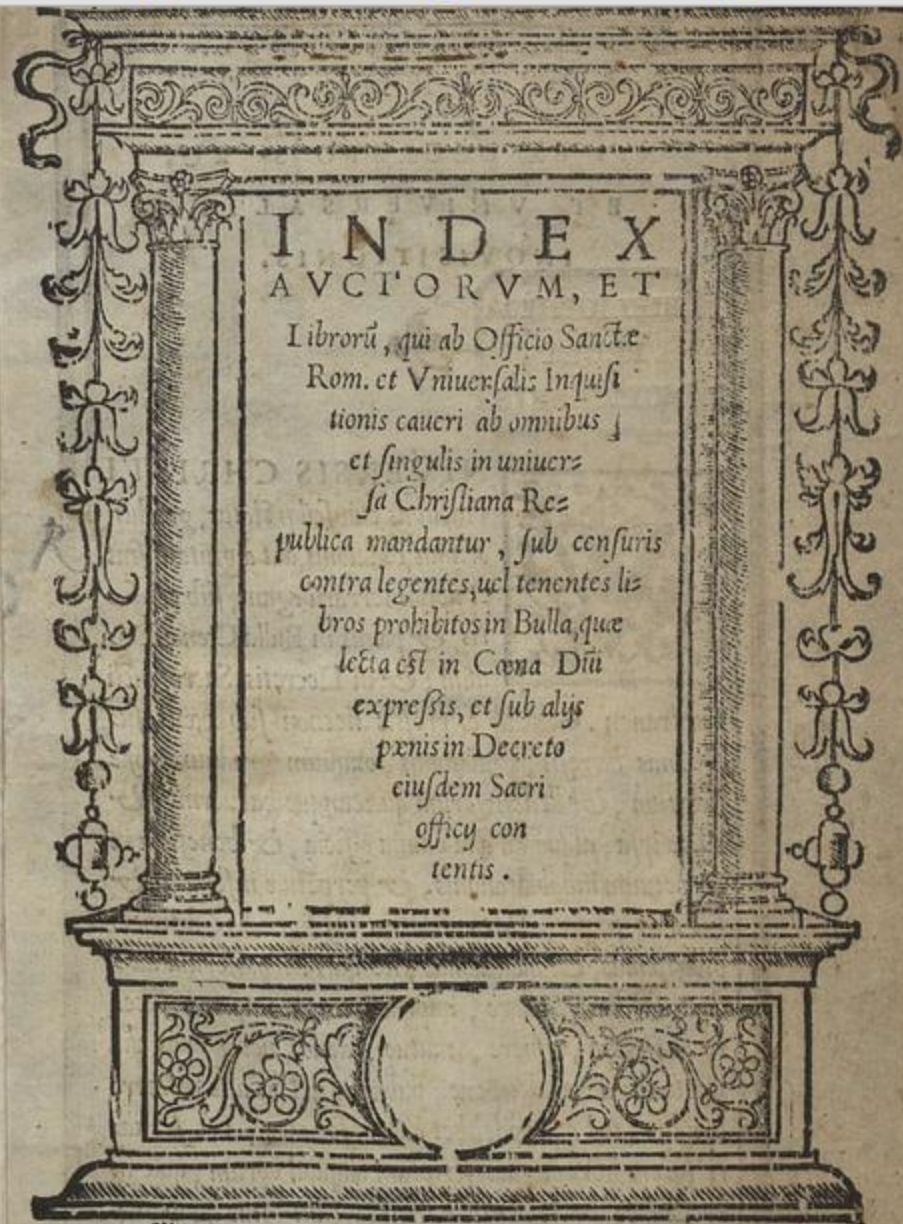 INDEX
AVCTORVM, ET
Librorũ, qui ab Officio Sanctæ
Rom. et Vniuersalis Inquisi
tionis caueri ab omnibus
et singulis in uniuer=
sa Christiana Re=
publica mandantur, sub censuris
contra legentes, uel tenentes li=
bros prohibitos in Bulla, quæ
lecta est in Cœna Dñi
expressis, et sub alijs
pœnis in Decreto
eiusdem Sacri
officij con
tentis.